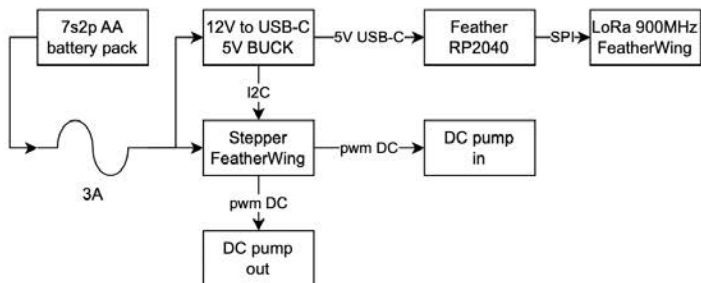 7s2p AA
battery pack
12V to USB-C
5V BUCK
5V USB-C
Feather
RP2040
SPI
LoRa 900MHz
FeatherWing
I2C
3A
Stepper
FeatherWing
pwm DC
DC pump
in
pwm DC
DC pump
out